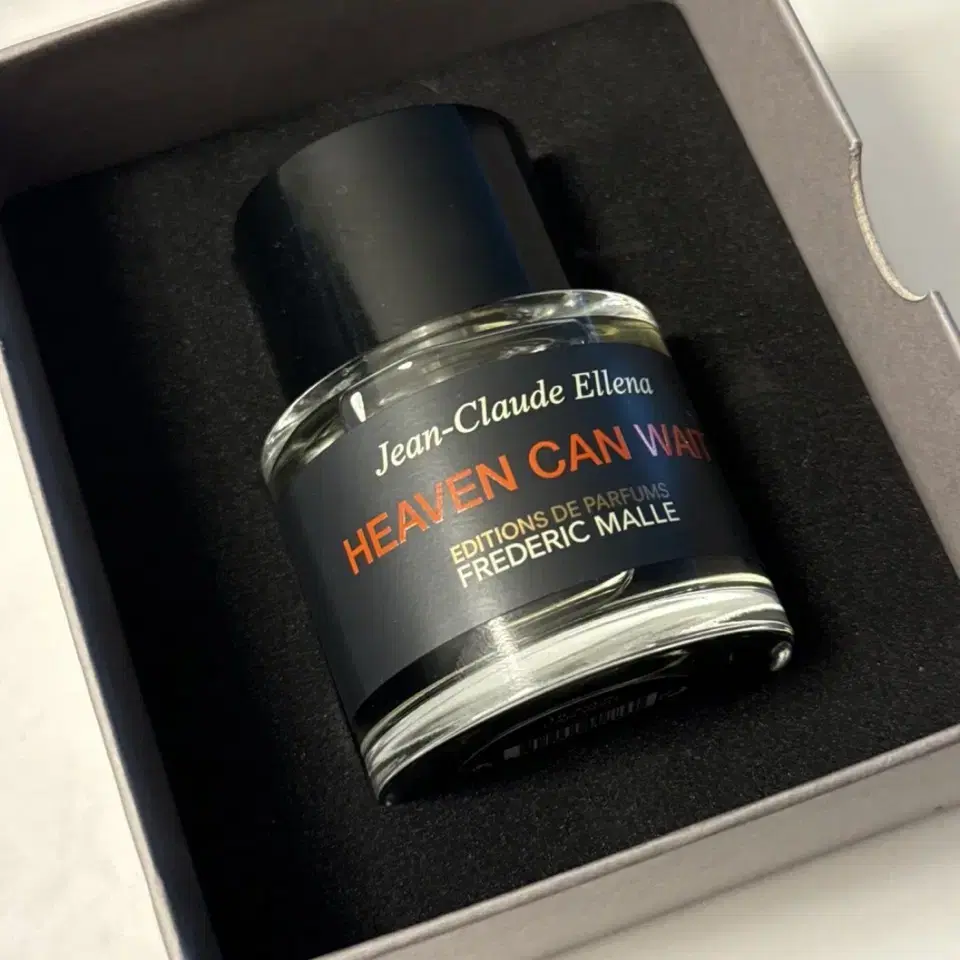 Jean-Claude Ellena
HEAVEN CAN WAIT
EDITIONS DE PARFUMS
FREDERIC MALLE